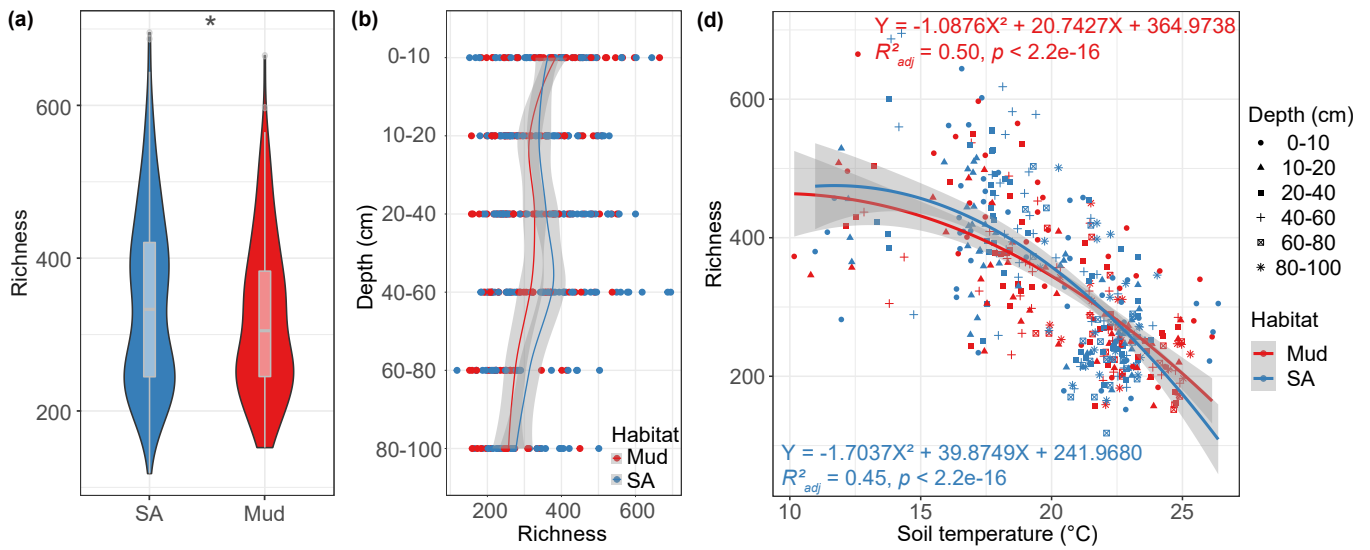 (a)
*
Richness
600
400
200
SA
Mud
(b)
Depth (cm)
0-10
10-20
20-40
40-60
60-80
80-100
200
400
600
Richness
Habitat
Mud
SA
(d)
Y = -1.0876X² + 20.7427X + 364.9738
R²adj = 0.50, p < 2.2e-16
Richness
600
400
200
Y = -1.7037X² + 39.8749X + 241.9680
R²adj = 0.45, p < 2.2e-16
10
15
20
25
Soil temperature (°C)
Depth (cm)
0-10
10-20
20-40
40-60
60-80
80-100
Habitat
Mud
SA